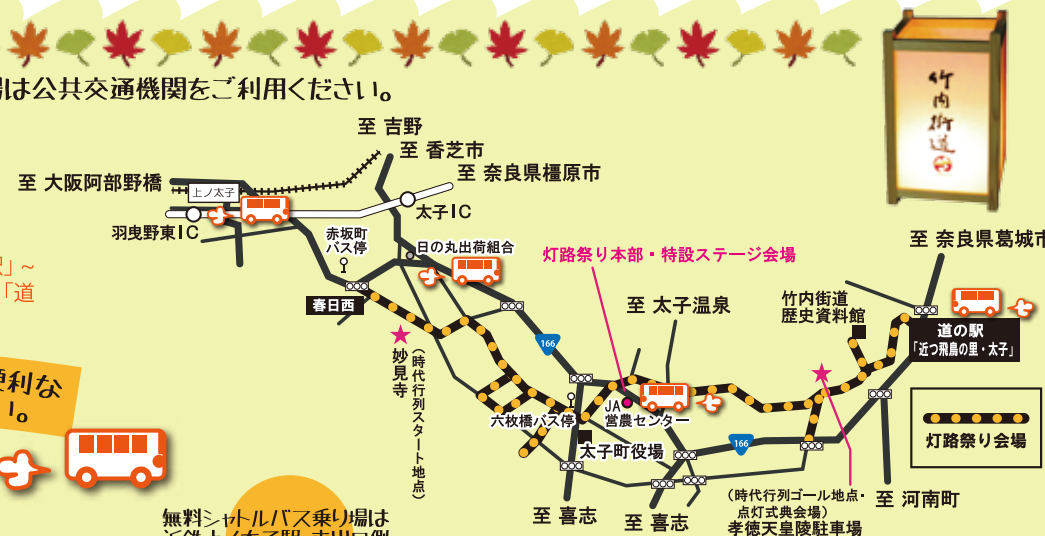 場は公共交通機関をご利用ください。
竹内街道
至 吉野
至 香芝市
至 奈良県橿原市
至 大阪阿部野橋
上ノ太子
太子IC
羽曳野東IC
赤坂町
バス停
日の丸出荷組合
灯路祭り本部・特設ステージ会場
至 奈良県葛城市
」~
「道
春日西
至 太子温泉
竹内街道
歴史資料館
道の駅
「近つ飛鳥の里・太子」
166
妙見寺
(時代行列スタート地点)
便利な
六枚橋バス停
JA
営農センター
太子町役場
166
灯路祭り会場
至 喜志
至 喜志
(時代行列ゴール地点・
点灯式典会場)
孝徳天皇陵駐車場
至 河南町
無料シャトルバス乗り場は